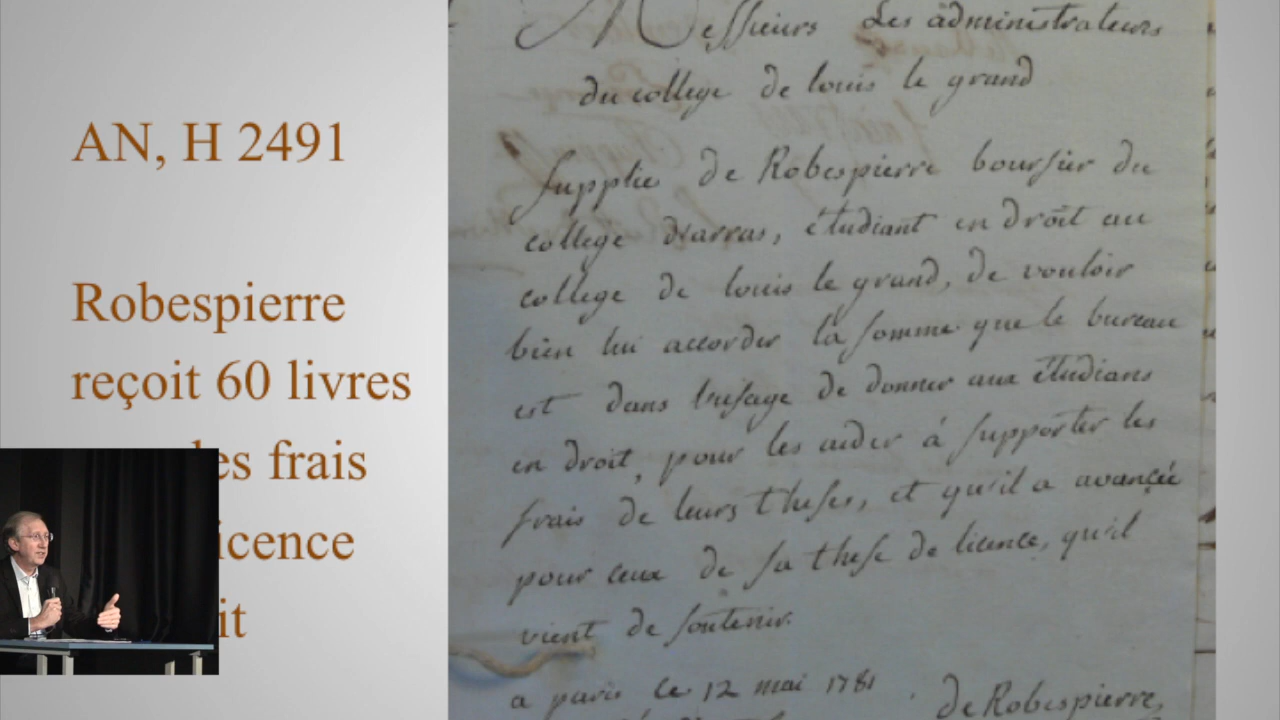 AN, H 2491
Robespierre
reçoit 60 livres
es frais
icence
it
Messieurs Les administrateurs
du college de louis le grand
supplie de Robespierre boursier du
college d'arras, étudiant en droit au
college de louis le grand, de vouloir
bien lui accorder la somme que le bureau
est dans l'usage de donner aux étudians
en droit, pour les aider à supporter les
frais de leurs theses, et qu'il a avancée
pour ceux de sa these de licence, qu'il
vient de soutenir.
a paris ce 12 mai 1781
de Robespierre,